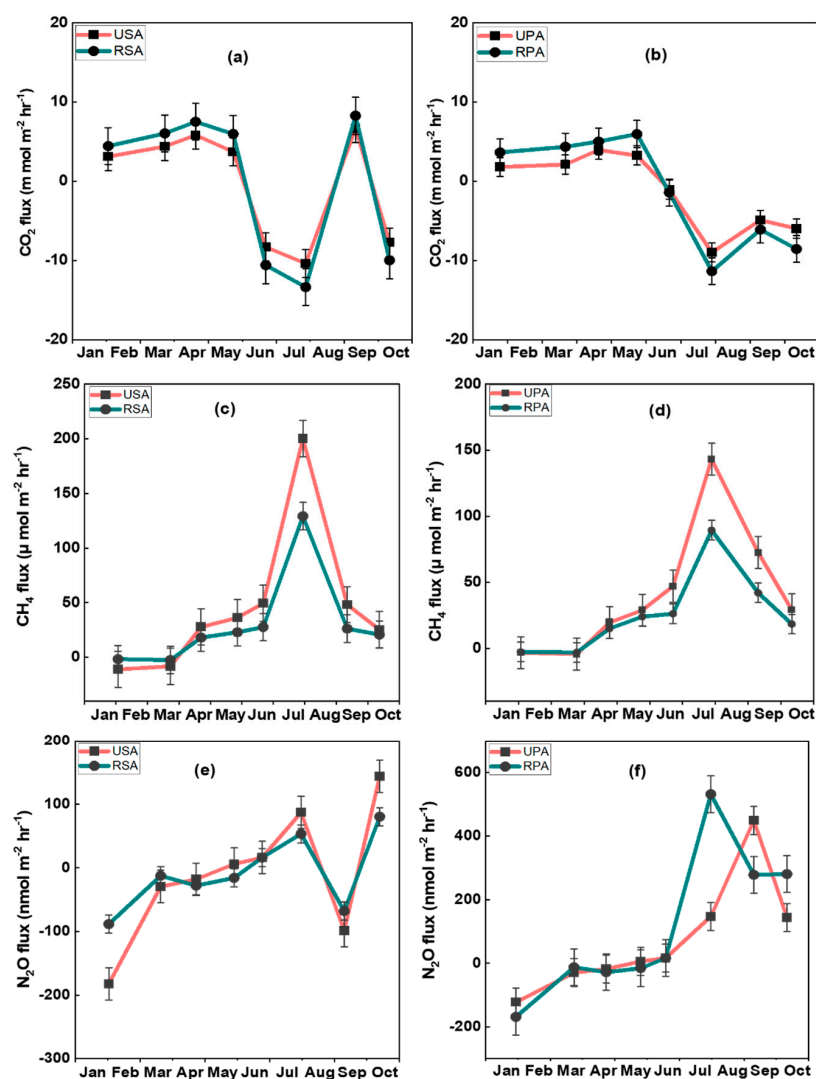 20
USA
RSA
(a)
10
0
-10
-20
CO2 flux (m mol m-2 hr-1)
Jan Feb Mar Apr May Jun Jul Aug Sep Oct
20
UPA
RPA
(b)
10
0
-10
-20
CO2 flux (m mol m-2 hr-1)
Jan Feb Mar Apr May Jun Jul Aug Sep Oct
250
USA
RSA
(c)
200
150
100
50
0
CH4 flux (µ mol m-2 hr-1)
Jan Feb Mar Apr May Jun Jul Aug Sep Oct
200
UPA
RPA
(d)
150
100
50
0
CH4 flux (µ mol m-2 hr-1)
Jan Feb Mar Apr May Jun Jul Aug Sep Oct
200
USA
RSA
(e)
100
0
-100
-200
-300
N2O flux (nmol m-2 hr-1)
Jan Feb Mar Apr May Jun Jul Aug Sep Oct
UPA
RPA
(f)
600
400
200
0
-200
N2O flux (nmol m-2 hr-1)
Jan Feb Mar Apr May Jun Jul Aug Sep Oct